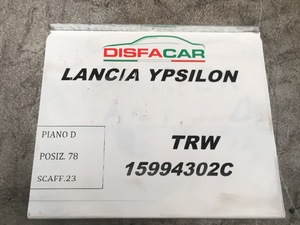 DISFACAR
LANCIA YPSILON
PIANO D
POSIZ. 78
SCAFF.23
TRW
15994302C